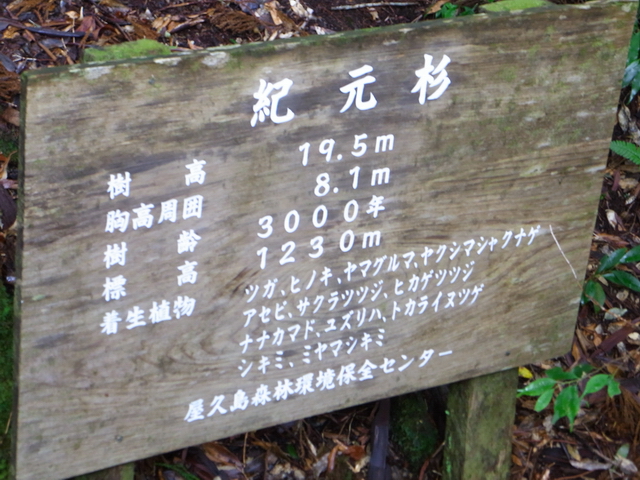 紀元杉
樹高 19.5m
胸高周囲 8.1m
樹齢 3000年
標高 1230m
着生植物 ツガ、ヒノキ、ヤマグルマ、ヤクシマシャクナゲ
アセビ、サクラツツジ、ヒカゲツツジ
ナナカマド、ユズリハ、トカライヌツゲ
シキミ、ミヤマシキミ
屋久島森林環境保全センター